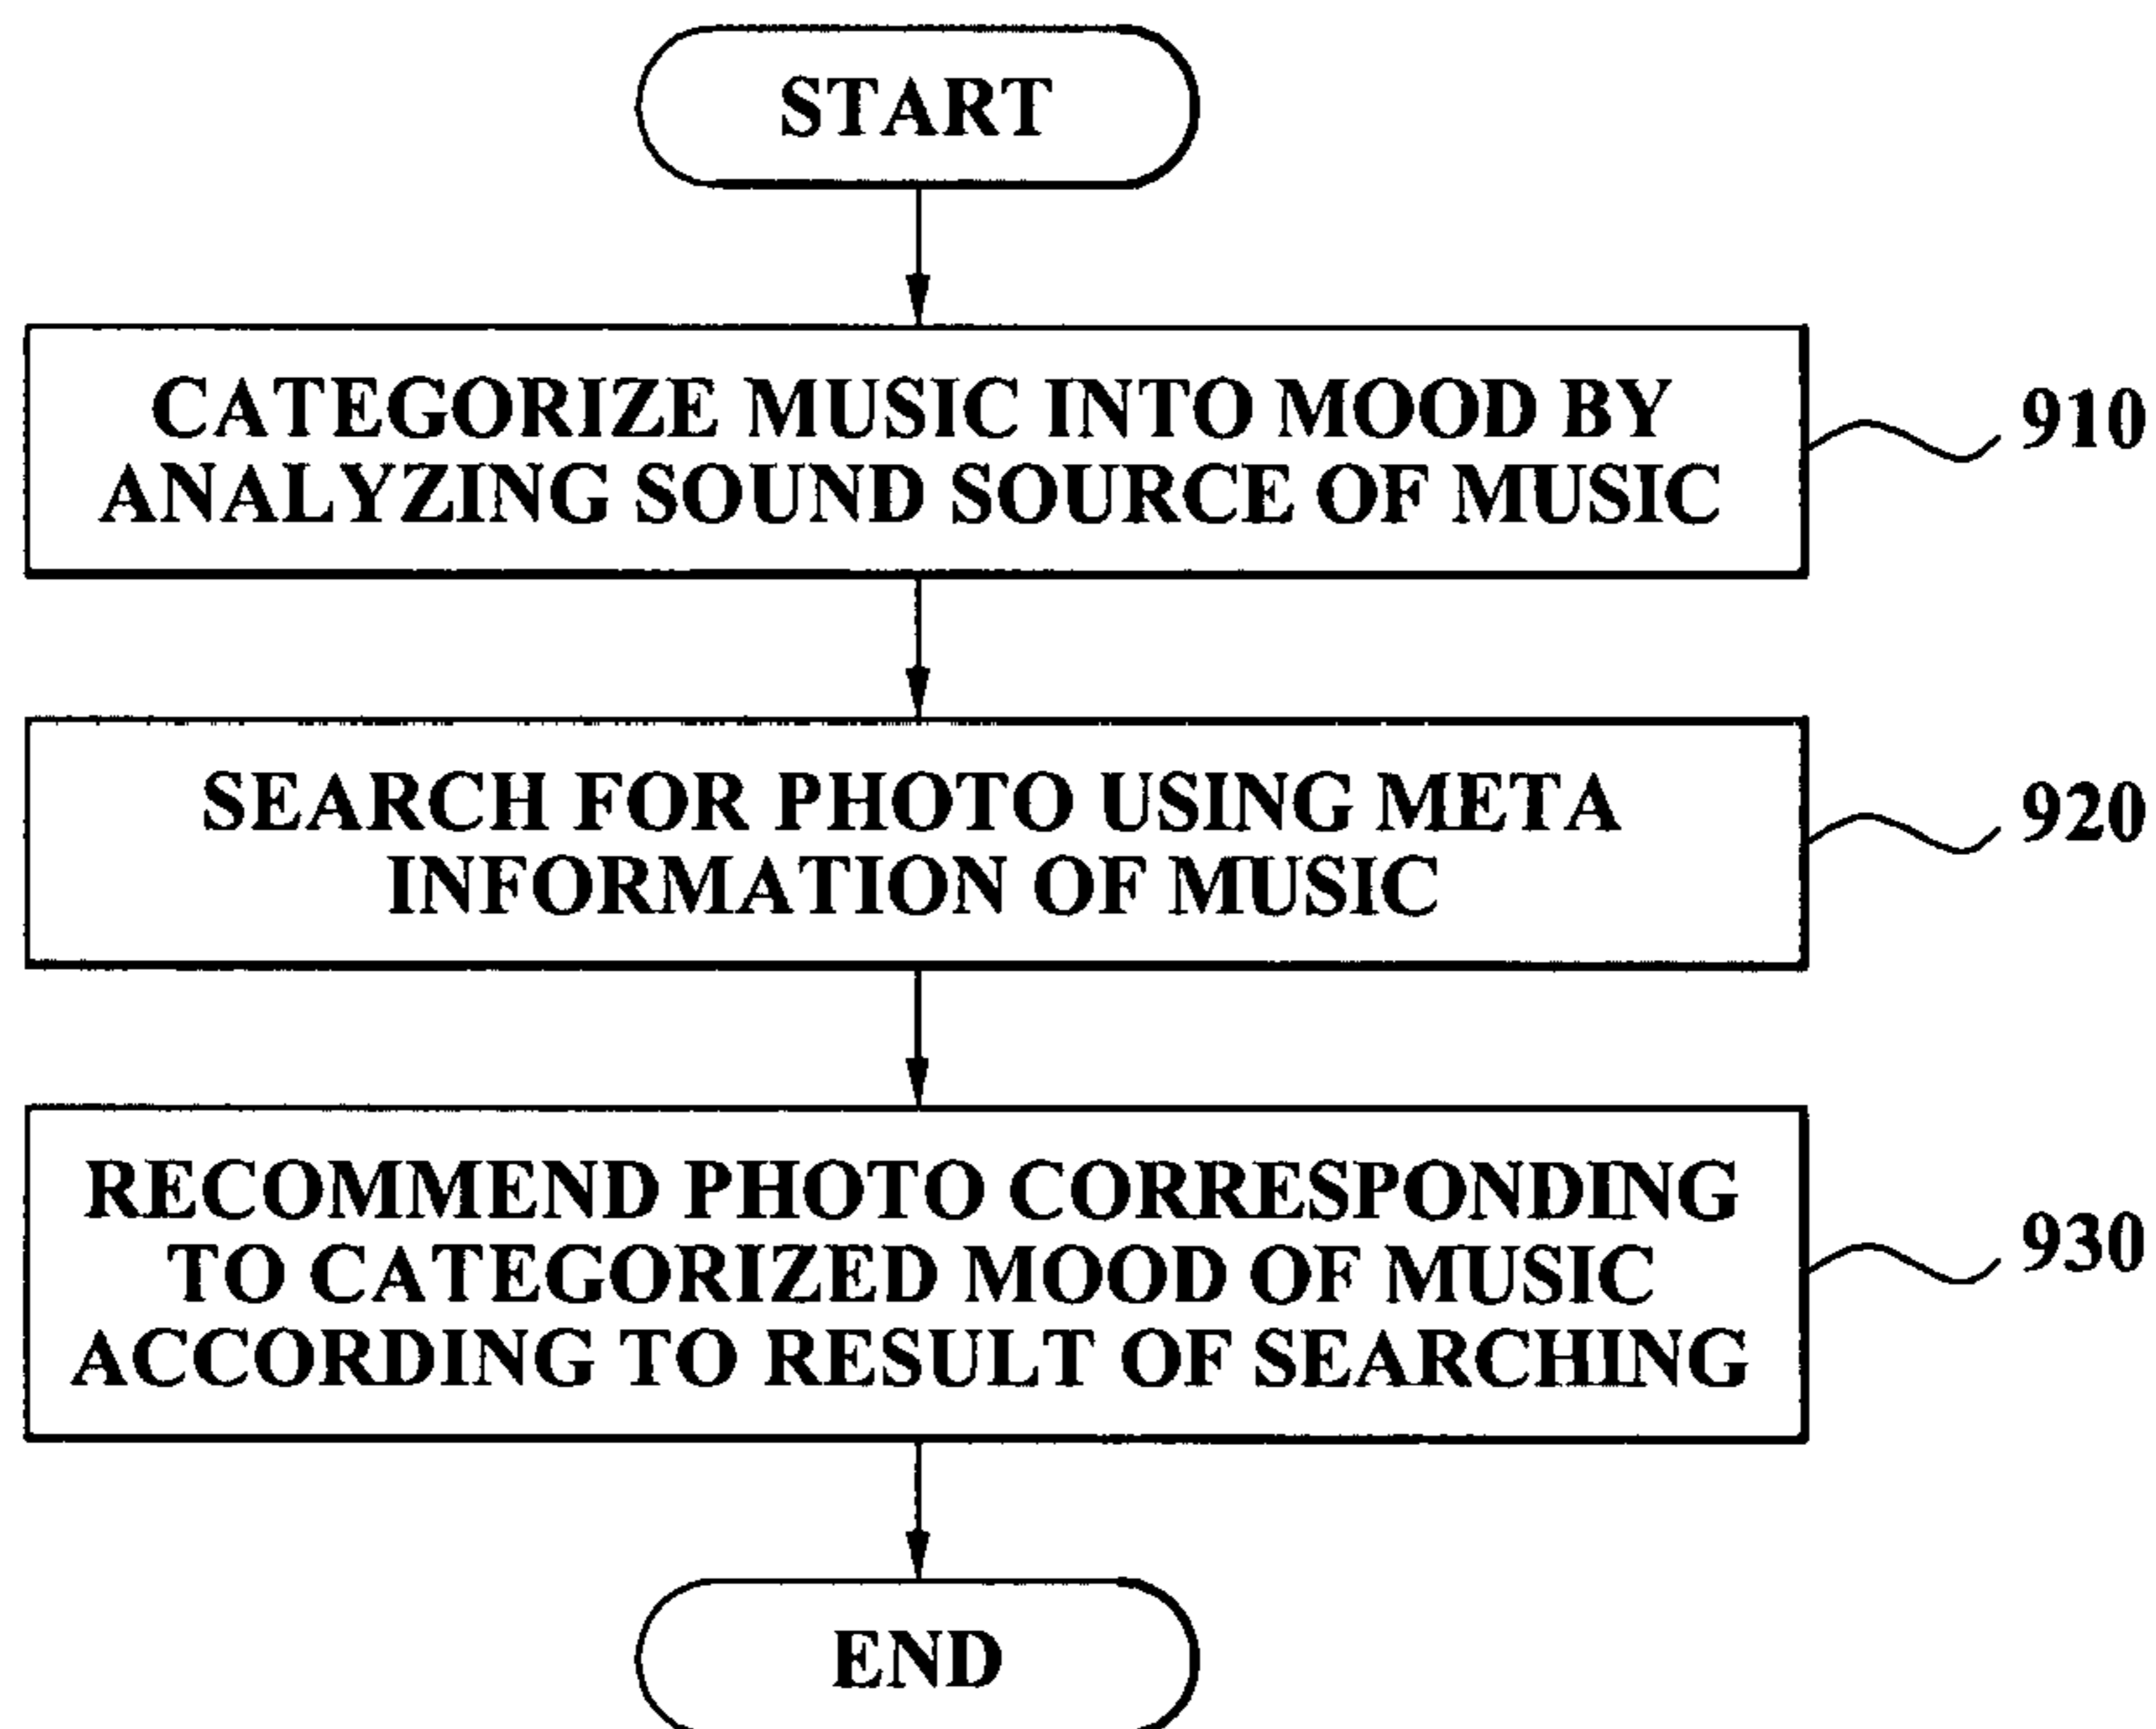 START
CATEGORIZE MUSIC INTO MOOD BY
ANALYZING SOUND SOURCE OF MUSIC
910
SEARCH FOR PHOTO USING META
INFORMATION OF MUSIC
920
RECOMMEND PHOTO CORRESPONDING
TO CATEGORIZED MOOD OF MUSIC
ACCORDING TO RESULT OF SEARCHING
930
END